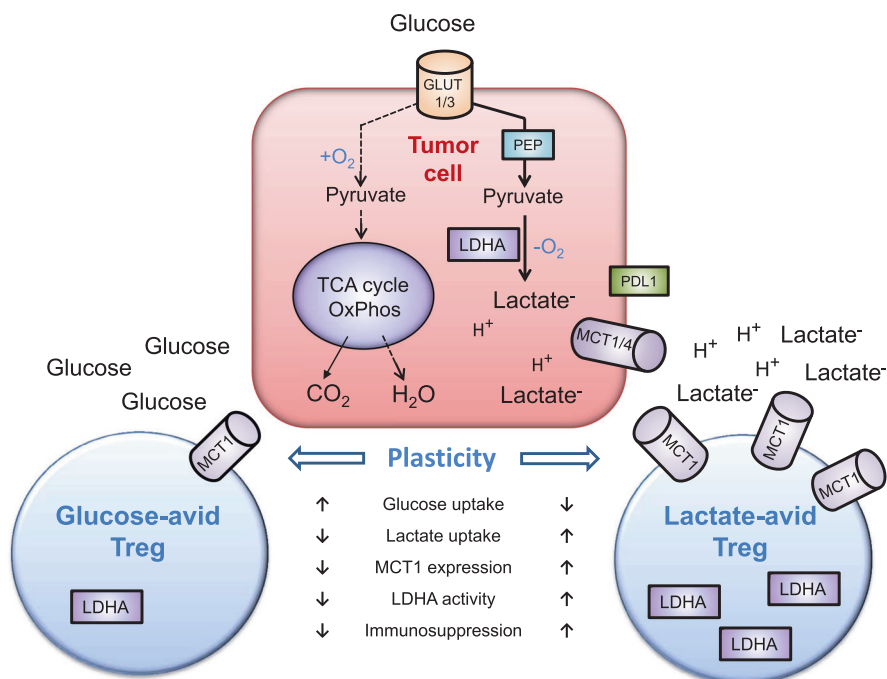 Glucose
GLUT
1/3
Tumor
cell
+O₂
PEP
Pyruvate
Pyruvate
LDHA
-O₂
TCA cycle
OxPhos
Lactate⁻
H⁺
PDL1
MCT1/4
H⁺
CO₂
H₂O
Lactate⁻
Glucose
Glucose
Glucose
MCT1
H⁺
H⁺
Lactate⁻
H⁺
Lactate⁻
Lactate⁻
MCT1
MCT1
MCT1
Plasticity
Glucose-avid
Treg
LDHA
↑ Glucose uptake ↓
↓ Lactate uptake ↑
↓ MCT1 expression ↑
↓ LDHA activity ↑
↓ Immunosuppression ↑
Lactate-avid
Treg
LDHA
LDHA
LDHA